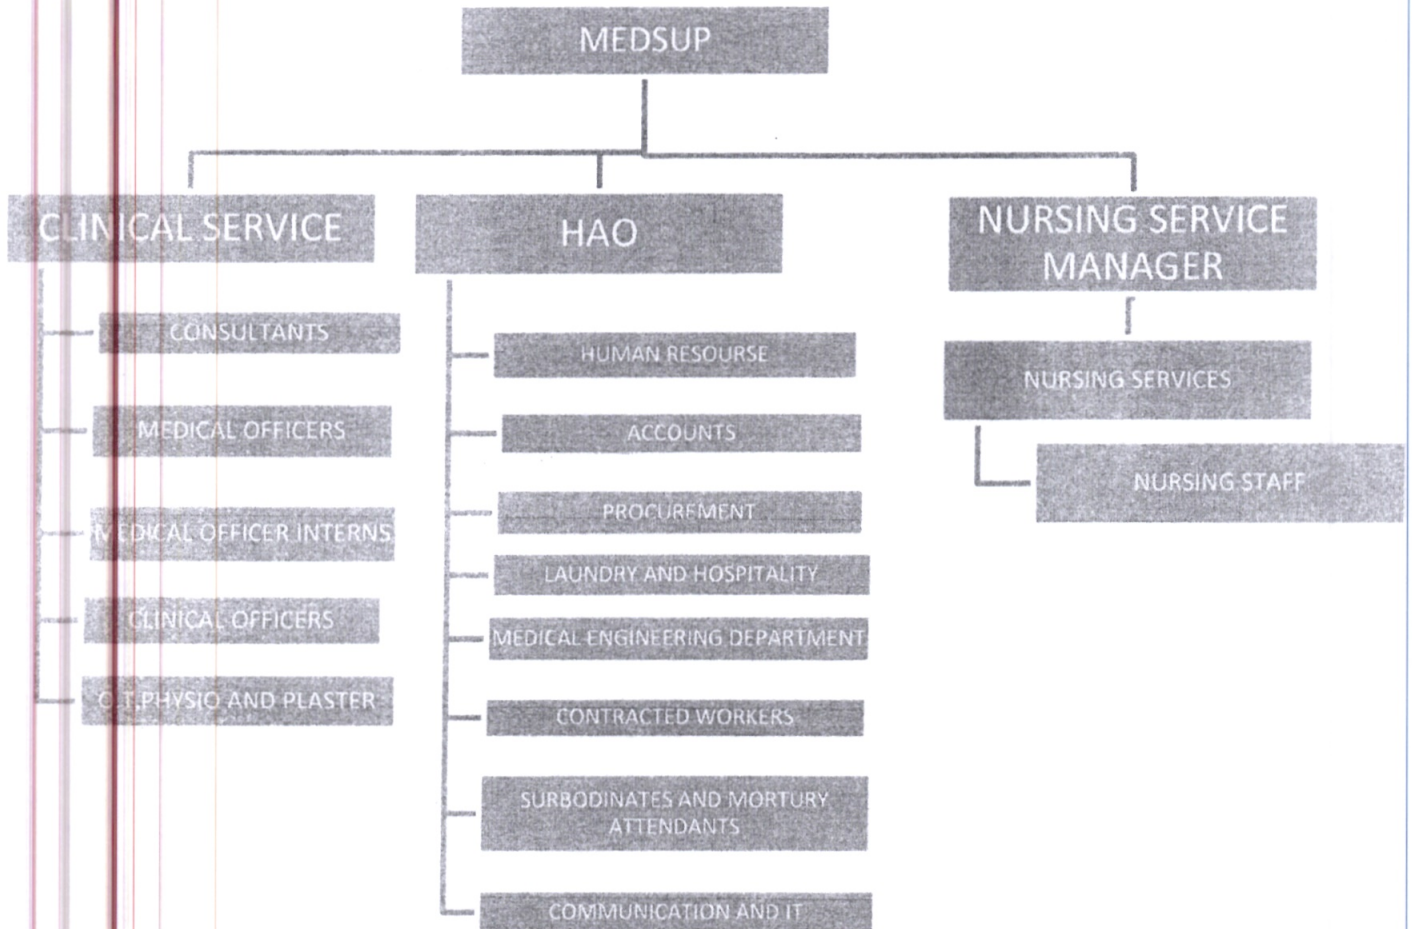 MEDSUP
CLINICAL SERVICE
HAO
NURSING SERVICE
MANAGER
CONSULTANTS
MEDICAL OFFICERS
MEDICAL OFFICER INTERNS
CLINICAL OFFICERS
O.T.PHYSIO AND PLASTER
HUMAN RESOURSE
ACCOUNTS
PROCUREMENT
LAUNDRY AND HOSPITALITY
MEDICAL ENGINEERING DEPARTMENT
CONTRACTED WORKERS
SURBODINATES AND MORTURY
ATTENDANTS
COMMUNICATION AND IT
NURSING SERVICES
NURSING STAFF